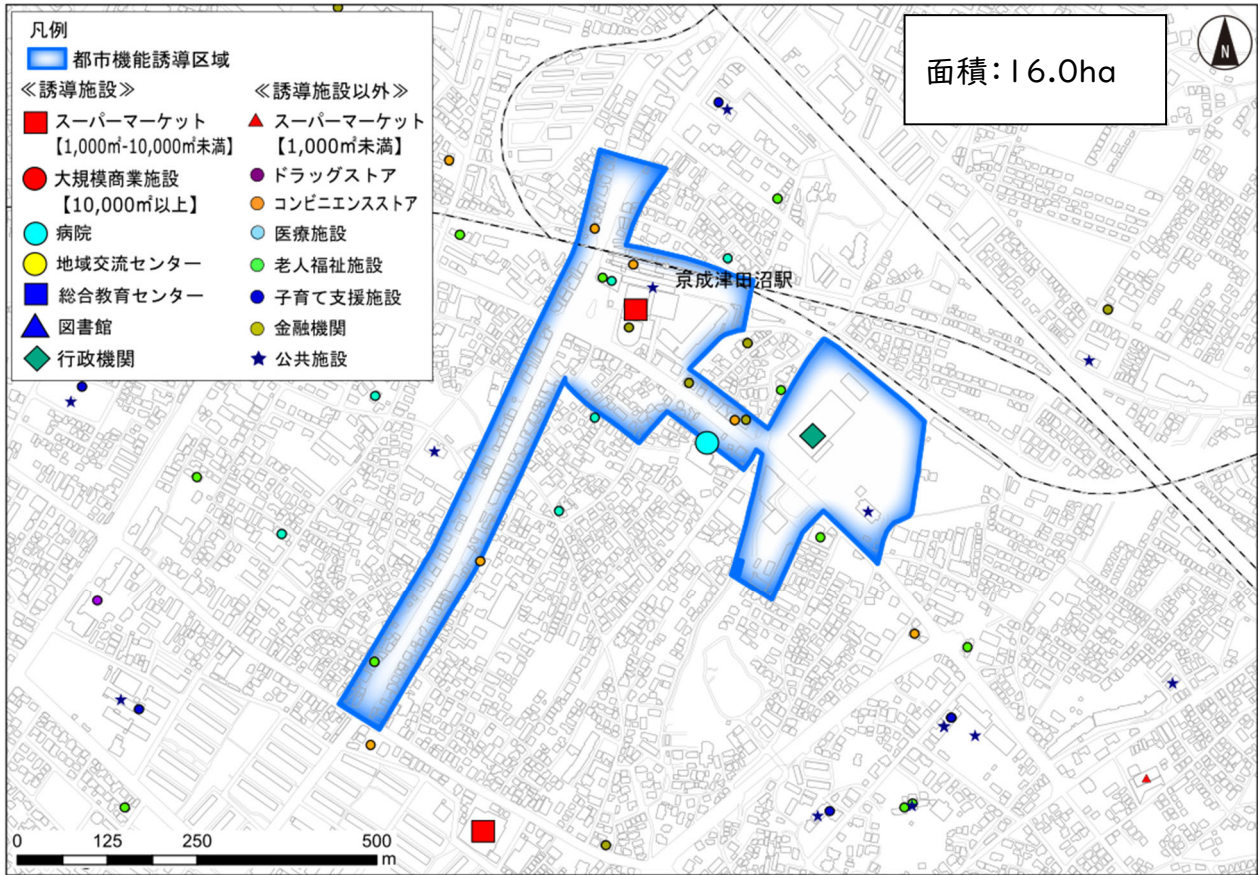 凡例
都市機能誘導区域
≪誘導施設≫
スーパーマーケット
【1,000㎡-10,000㎡未満】
大規模商業施設
【10,000㎡以上】
病院
地域交流センター
総合教育センター
図書館
行政機関
≪誘導施設以外≫
スーパーマーケット
【1,000㎡未満】
ドラッグストア
コンビニエンスストア
医療施設
老人福祉施設
子育て支援施設
金融機関
公共施設
面積：16.0ha
N
京成津田沼駅
0 125 250 500
m